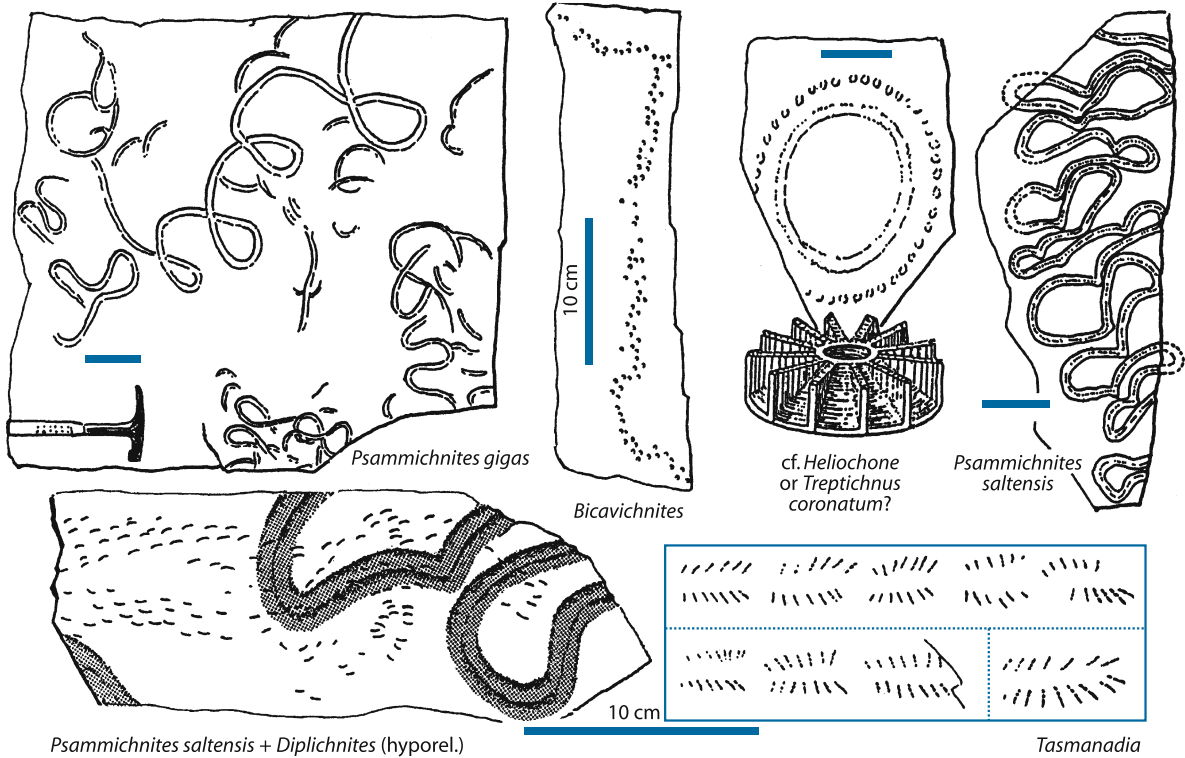 Psammichnites gigas
10 cm
Bicavichnites
cf. Heliochone
or Treptichnus
coronatum?
Psammichnites
saltensis
10 cm
Psammichnites saltensis + Diplichnites (hyporel.)
Tasmanadia